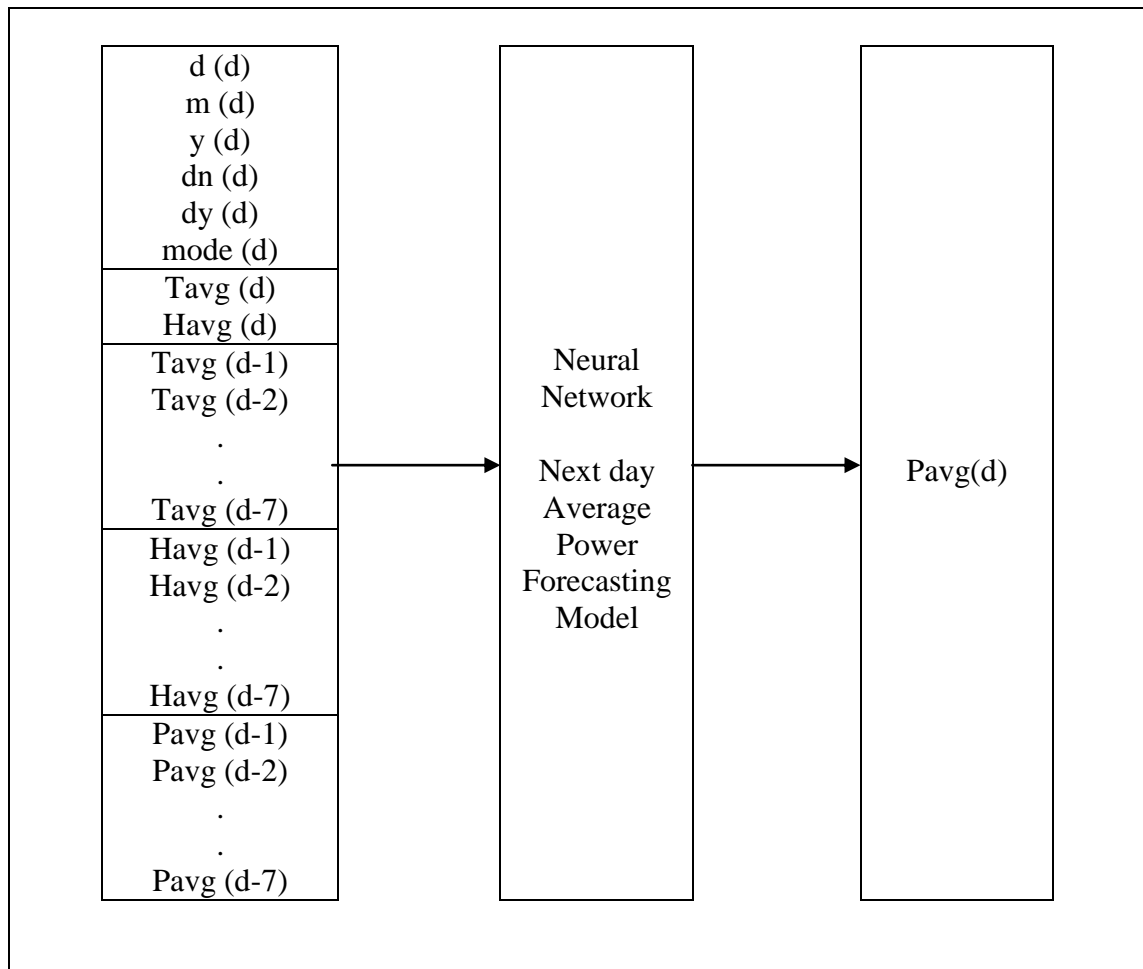 d (d)
m (d)
y (d)
dn (d)
dy (d)
mode (d)
Tavg (d)
Havg (d)
Tavg (d-1)
Tavg (d-2)
.
.
Tavg (d-7)
Havg (d-1)
Havg (d-2)
.
.
Havg (d-7)
Pavg (d-1)
Pavg (d-2)
.
.
Pavg (d-7)
Neural
Network
Next day
Average
Power
Forecasting
Model
Pavg(d)